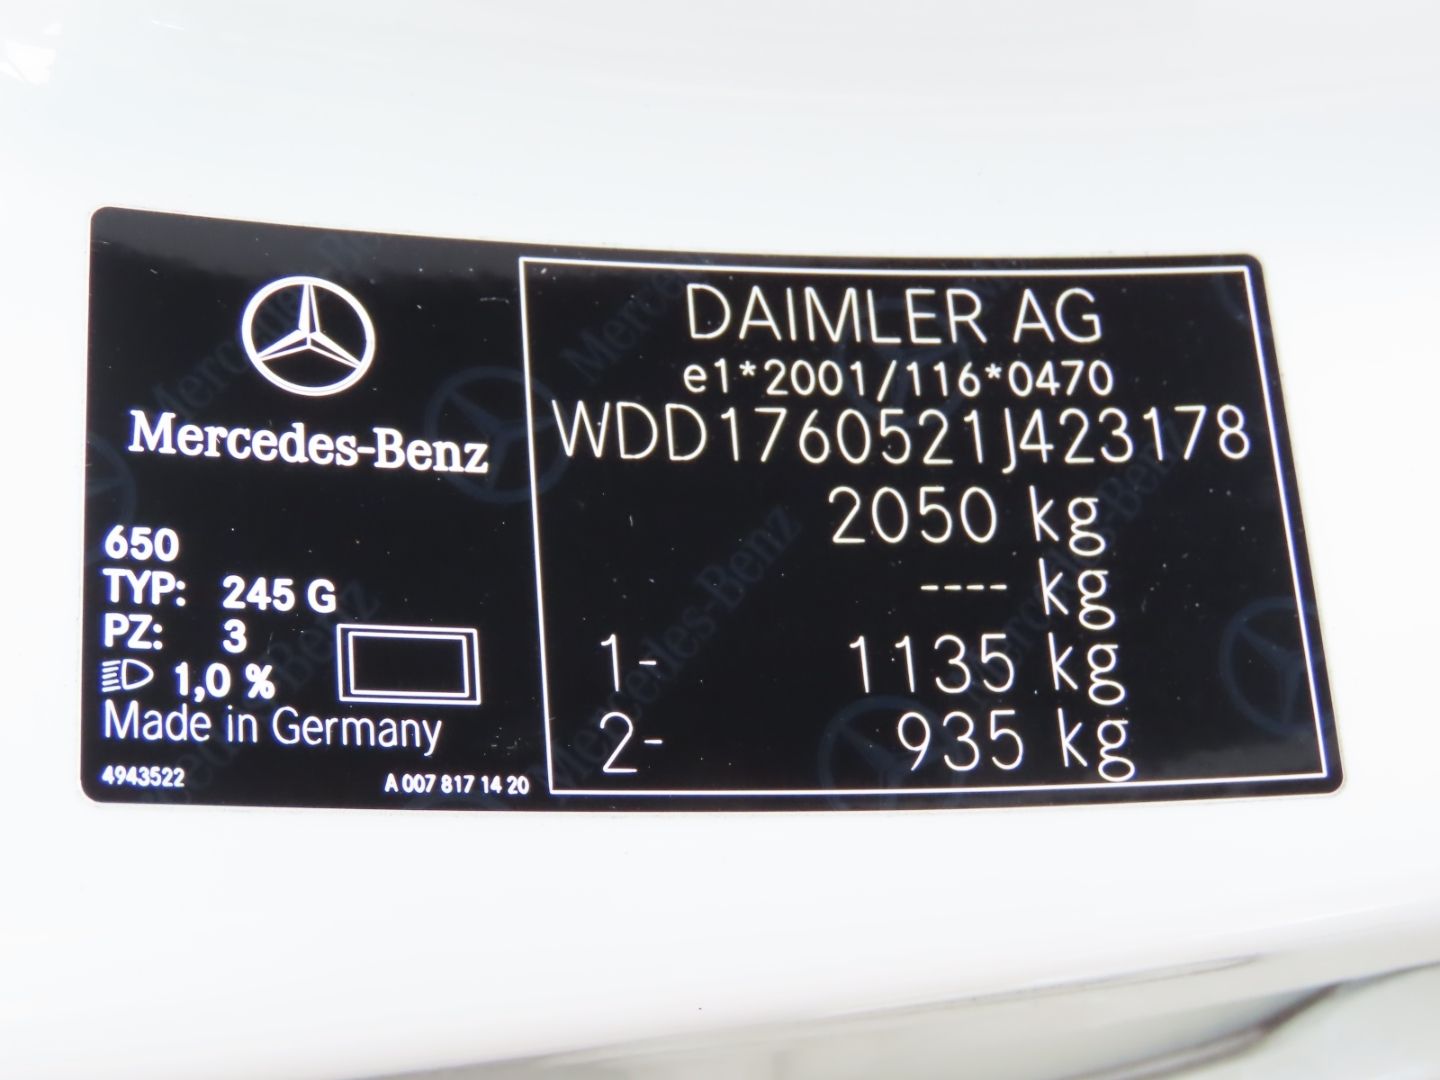 Mercedes-Benz
650
TYP: 245 G
PZ: 3
1,0 %
Made in Germany
4943522
A 007 817 14 20
DAIMLER AG
e1*2001/116*0470
WDD1760521J423178
2050 kg
---- kg
1- 1135 kg
2- 935 kg